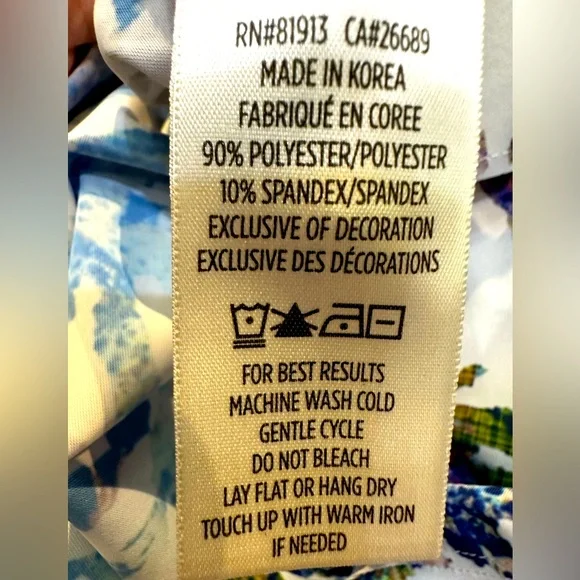 RN#81913 CA#26689
MADE IN KOREA
FABRIQUÉ EN COREE
90% POLYESTER/POLYESTER
10% SPANDEX/SPANDEX
EXCLUSIVE OF DECORATION
EXCLUSIVE DES DÉCORATIONS
FOR BEST RESULTS
MACHINE WASH COLD
GENTLE CYCLE
DO NOT BLEACH
LAY FLAT OR HANG DRY
TOUCH UP WITH WARM IRON
IF NEEDED